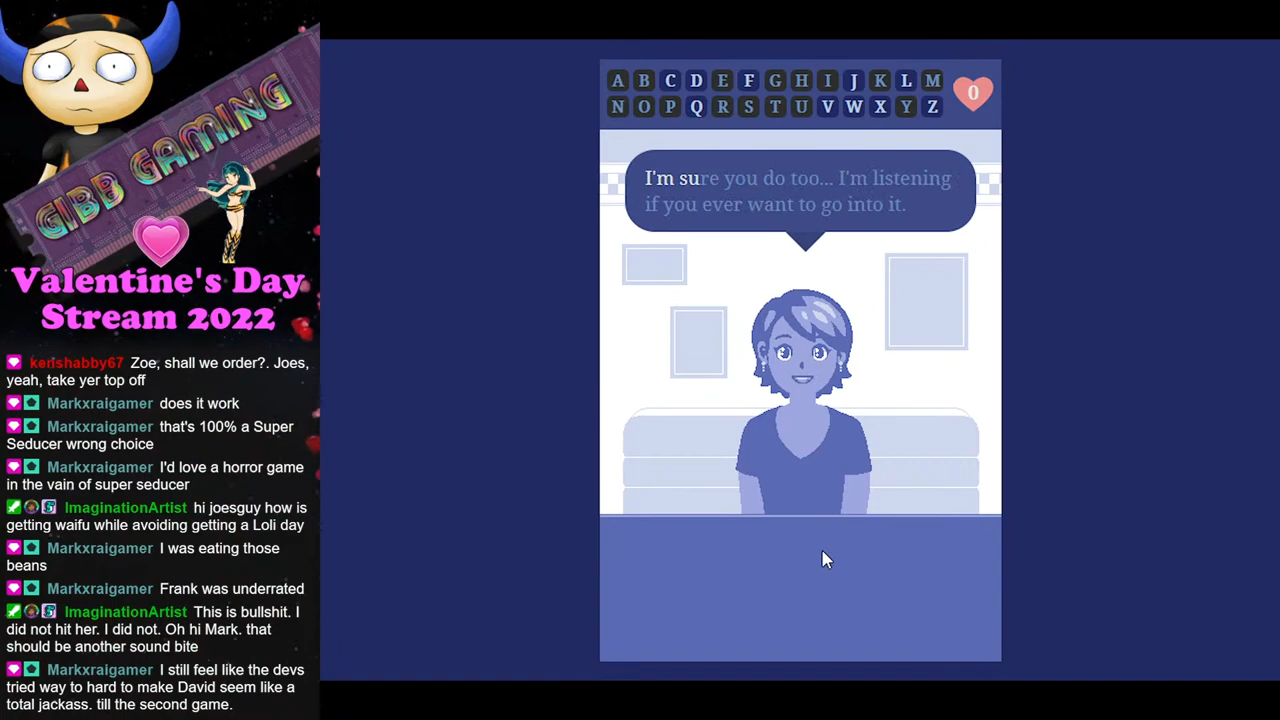 GIBB GAMING
Valentine's Day
Stream 2022
kenshabby67 Zoe, shall we order?. Joes,
yeah, take yer top off
Markxraigamer does it work
Markxraigamer that's 100% a Super
Seducer wrong choice
Markxraigamer I'd love a horror game
in the vain of super seducer
ImaginationArtist hi joesguy how is
getting waifu while avoiding getting a Loli day
Markxraigamer I was eating those
beans
Markxraigamer Frank was underrated
ImaginationArtist This is bullshit. I
did not hit her. I did not. Oh hi Mark. that
should be another sound bite
Markxraigamer I still feel like the devs
tried way to hard to make David seem like a
total jackass. till the second game.
A B C D E F G H I J K L M
N O P Q R S T U V W X Y Z
0
I'm sure you do too... I'm listening
if you ever want to go into it.